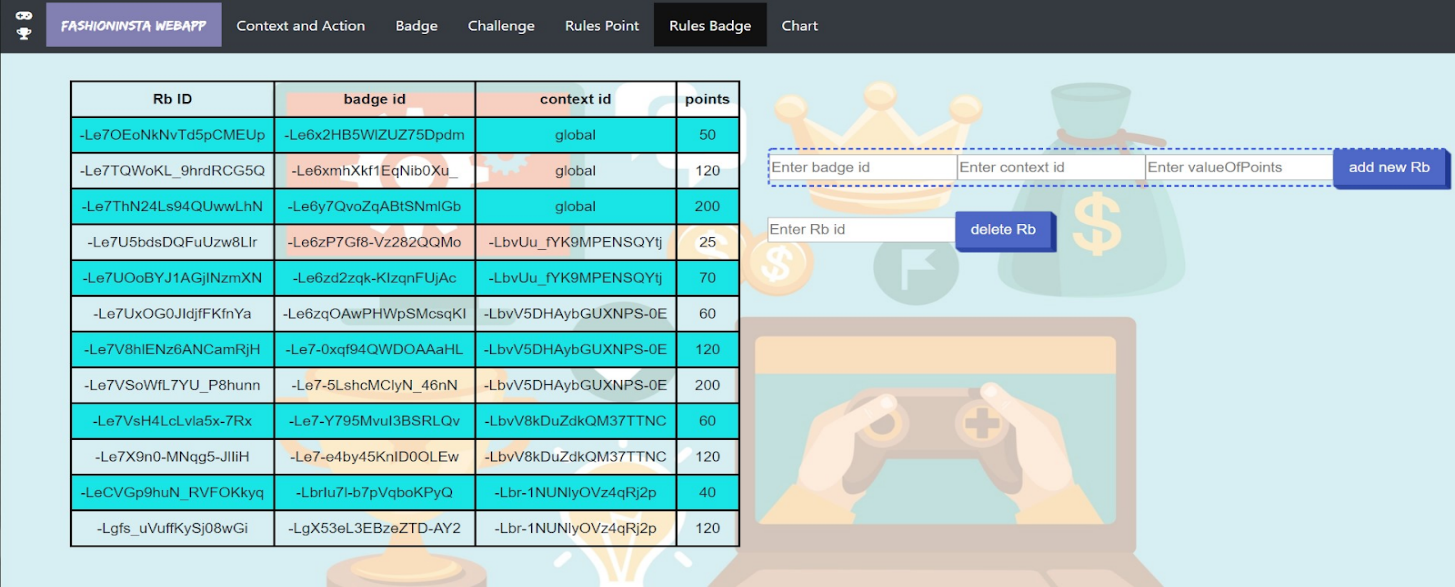 FASHIONINSTA WEBAPP Context and Action Badge Challenge Rules Point Rules Badge Chart
Rb ID badge id context id points
-Le7OEoNkNvTd5pCMEUp -Le6x2HB5WlZUZ75Dpdm global 50
-Le7TQWoKL_9hrdRCG5Q -Le6xmhXkf1EqNib0Xu_ global 120
-Le7ThN24Ls94QUwwLhN -Le6y7QvoZqABtSNmlGb global 200
-Le7U5bdsDQFuUzw8Llr -Le6zP7Gf8-Vz282QQMo -LbvUu_fYK9MPENSQYtj 25
-Le7UOoBYJ1AGjlNzmXN -Le6zd2zqk-KIzqnFUjAc -LbvUu_fYK9MPENSQYtj 70
-Le7UxOG0JIdjfFKfnYa -Le6zqOAwPHWpSMcsqKI -LbvV5DHAybGUXNPS-0E 60
-Le7V8hlENz6ANCamRjH -Le7-0xqf94QWDOAAaHL -LbvV5DHAybGUXNPS-0E 120
-Le7VSoWfL7YU_P8hunn -Le7-5LshcMClyN_46nN -LbvV5DHAybGUXNPS-0E 200
-Le7VsH4LcLvla5x-7Rx -Le7-Y795MvuI3BSRLQv -LbvV8kDuZdkQM37TTNC 60
-Le7X9n0-MNqg5-JlIiH -Le7-e4by45KnID0OLEw -LbvV8kDuZdkQM37TTNC 120
-LeCVGp9huN_RVFOKkyq -LbrIu7l-b7pVqboKPyQ -Lbr-1NUNlyOVz4qRj2p 40
-Lgfs_uVuffKySj08wGi -LgX53eL3EBzeZTD-AY2 -Lbr-1NUNlyOVz4qRj2p 120
Enter badge id Enter context id Enter valueOfPoints add new Rb
Enter Rb id delete Rb